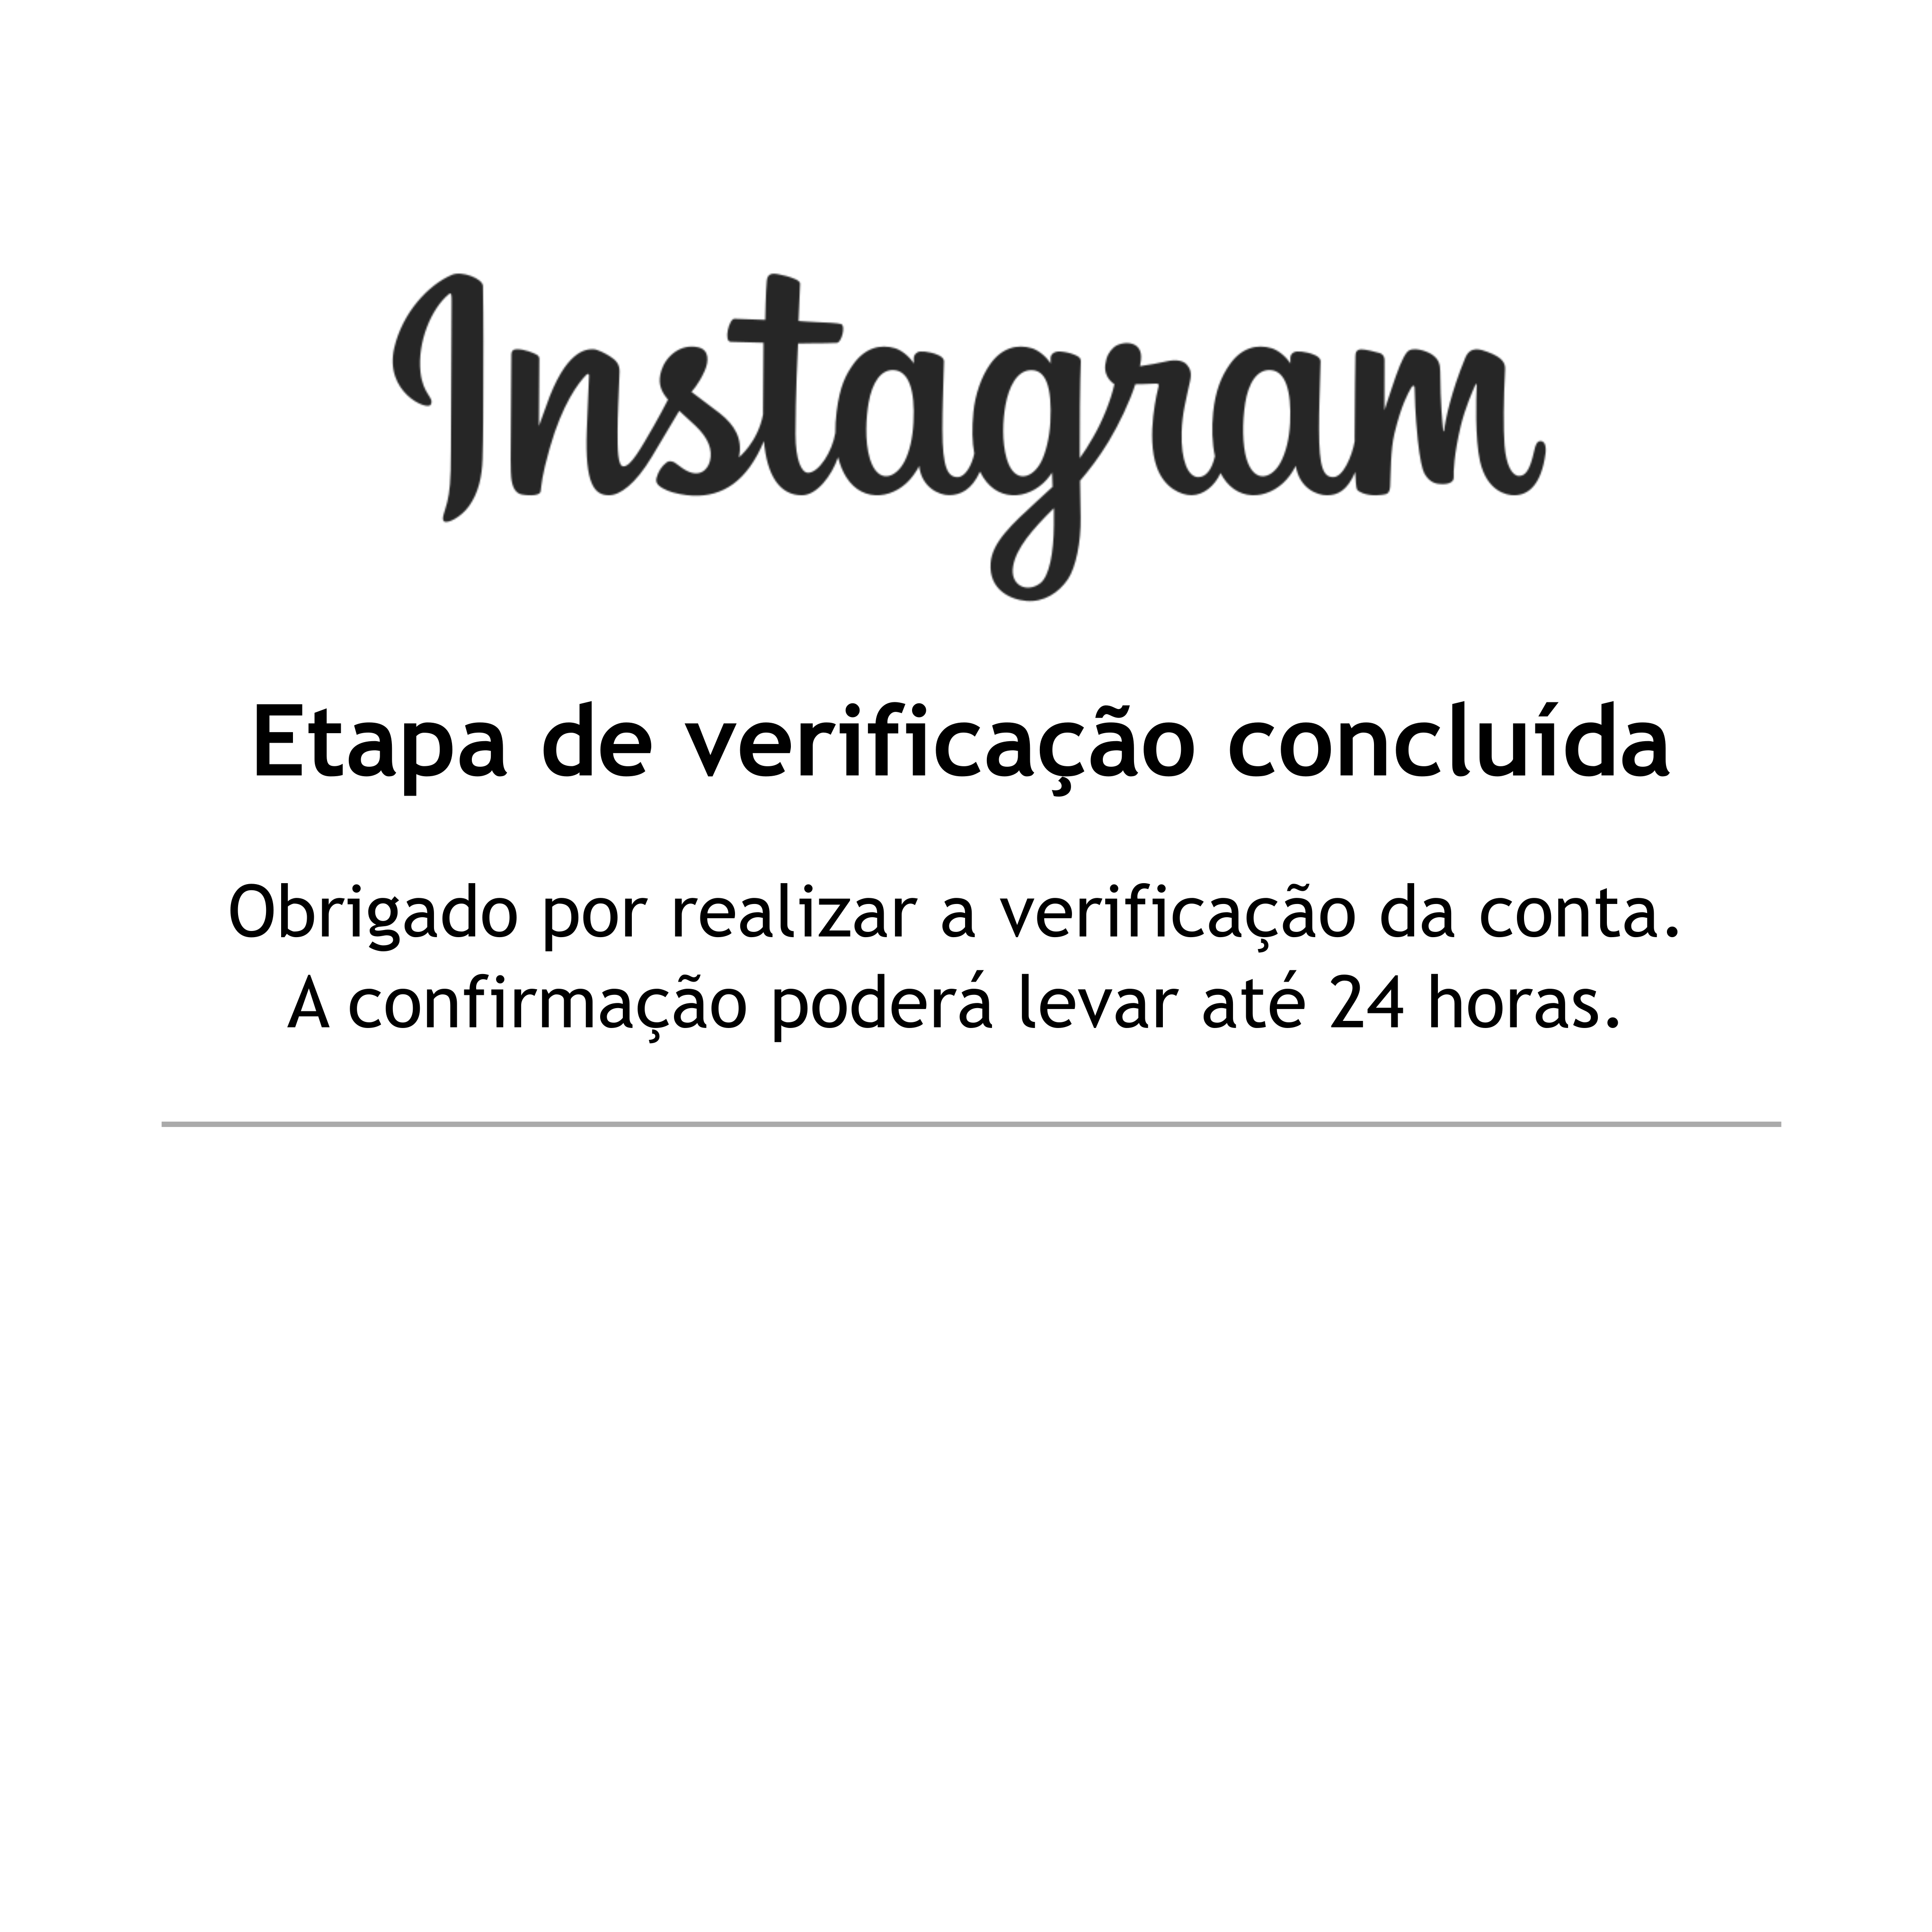 Instagram
Etapa de verificação concluída
Obrigado por realizar a verificação da conta.
A confirmação poderá levar até 24 horas.